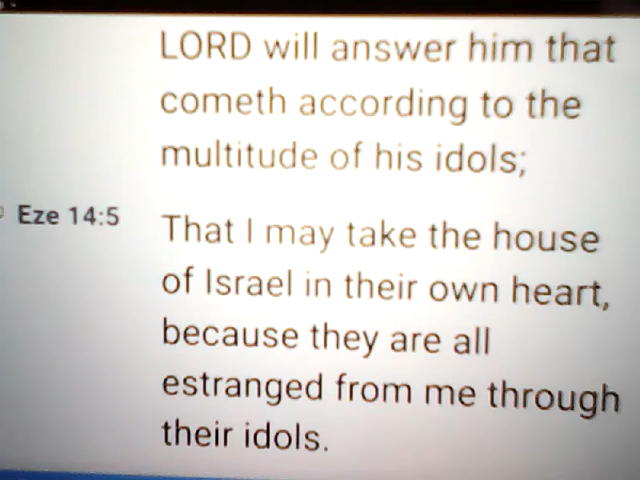 LORD will answer him that
cometh according to the
multitude of his idols;
Eze 14:5
That I may take the house
of Israel in their own heart,
because they are all
estranged from me through
their idols.